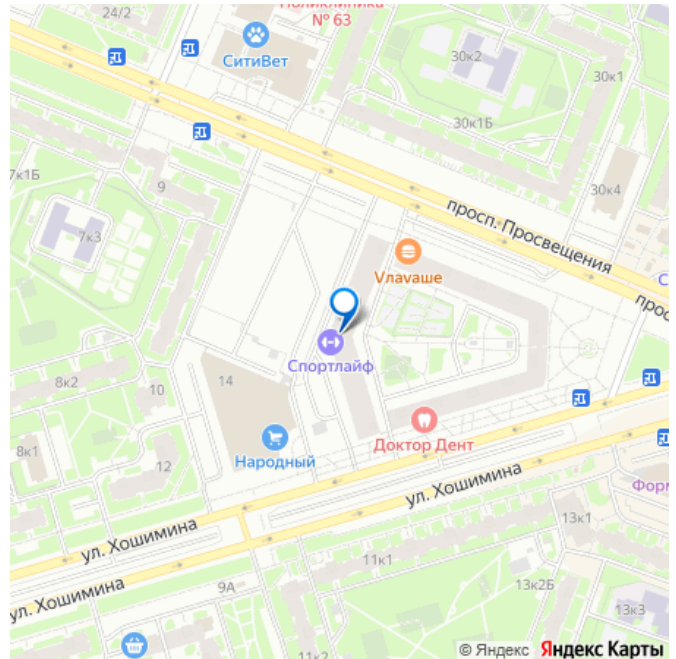 24/2
Поликлиника
№ 63
СитиВет
30к2
30к1
30к1Б
7к1Б
9
30к4
7к3
просп. Просвещения
Vлаvаше
Спортлайф
8к2
10
14
8к1
Народный
Доктор Дент
12
ул. Хошимина
ул. Хошимина
13к1
11к1
ул. Хошимина
9А
13к2Б
13к3
11к2
© Яндекс Яндекс Карты